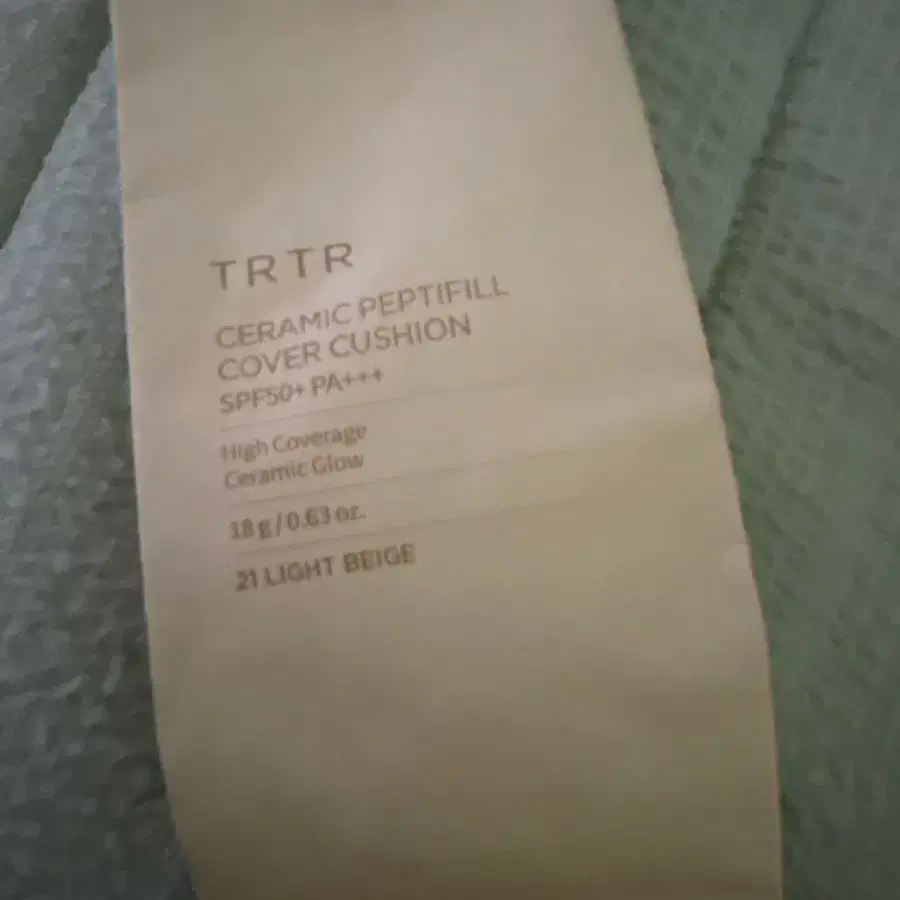 TRTR
CERAMIC PEPTIFILL
COVER CUSHION
SPF50+ PA+++
High Coverage
Ceramic Glow
18 g / 0.63 oz.
21 LIGHT BEIGE